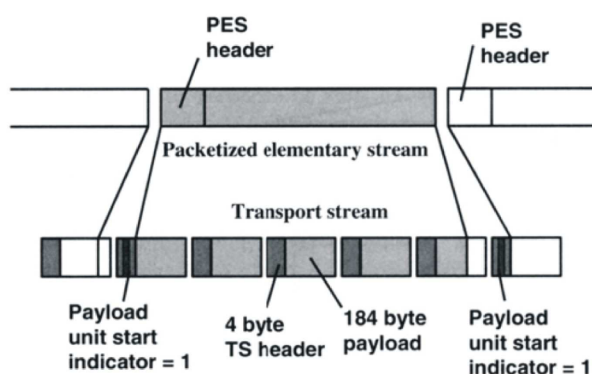 PES
header
PES
header
Packetized elementary stream
Transport stream
Payload
unit start
indicator = 1
4 byte
TS header
184 byte
payload
Payload
unit start
indicator = 1